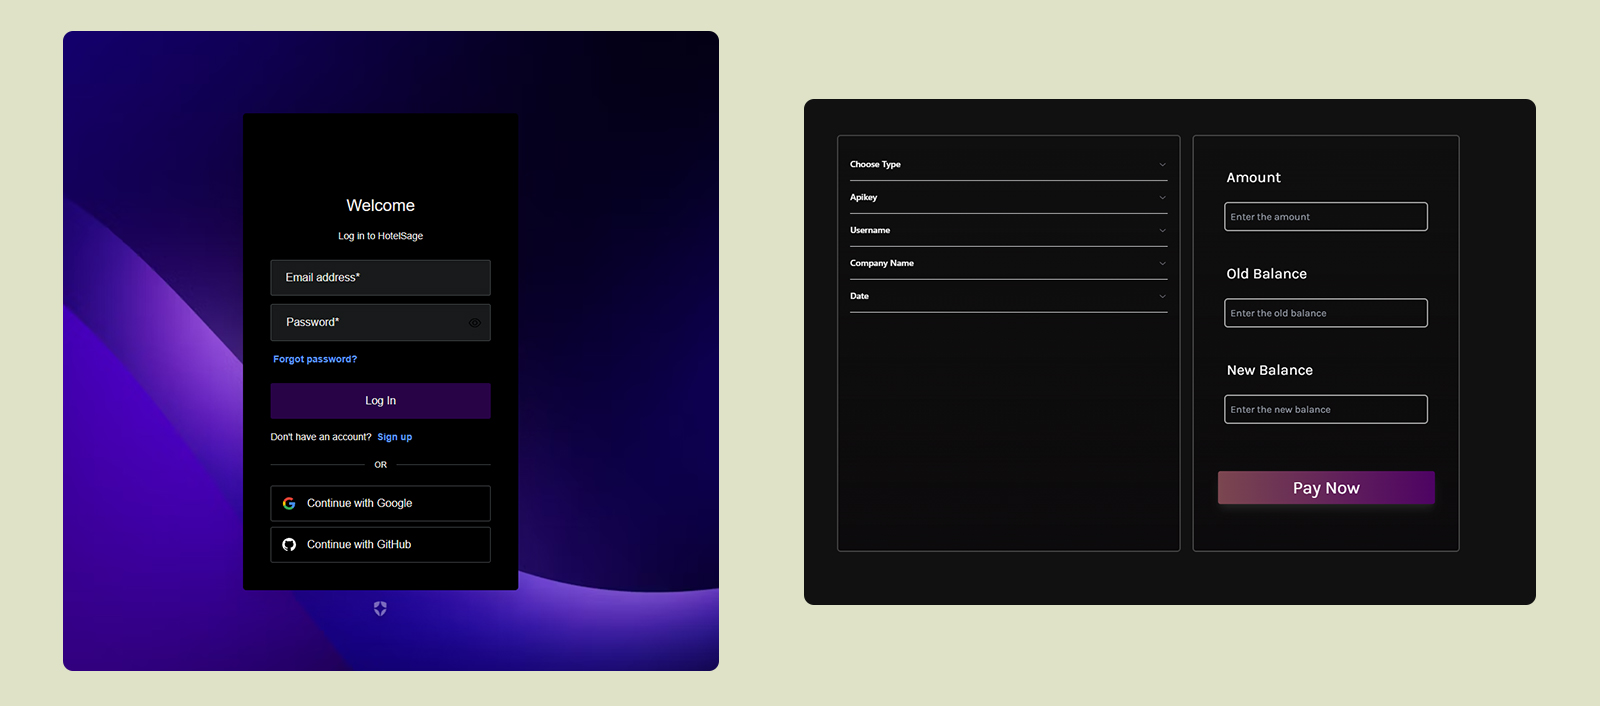 Welcome
Log in to HotelSage
Email address*
Password*
Forgot password?
Log In
Don't have an account? Sign up
OR
Continue with Google
Continue with GitHub
Choose Type
Apikey
Username
Company Name
Date
Amount
Enter the amount
Old Balance
Enter the old balance
New Balance
Enter the new balance
Pay Now